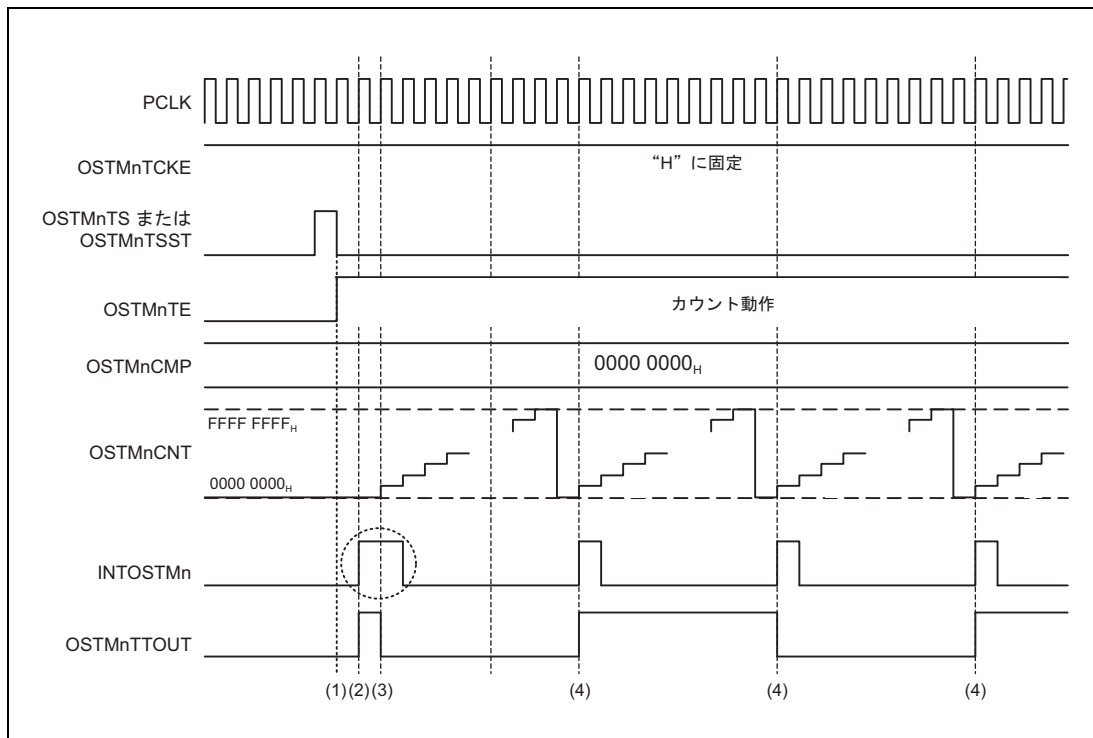 PCLK
OSTMnTCKE
“H” に固定
OSTMnTS または
OSTMnTSST
OSTMnTE
カウント動作
OSTMnCMP
0000 0000H
FFFF FFFFH
OSTMnCNT
0000 0000H
INTOSTMn
OSTMnTTOUT
(1) (2) (3) (4) (4) (4)